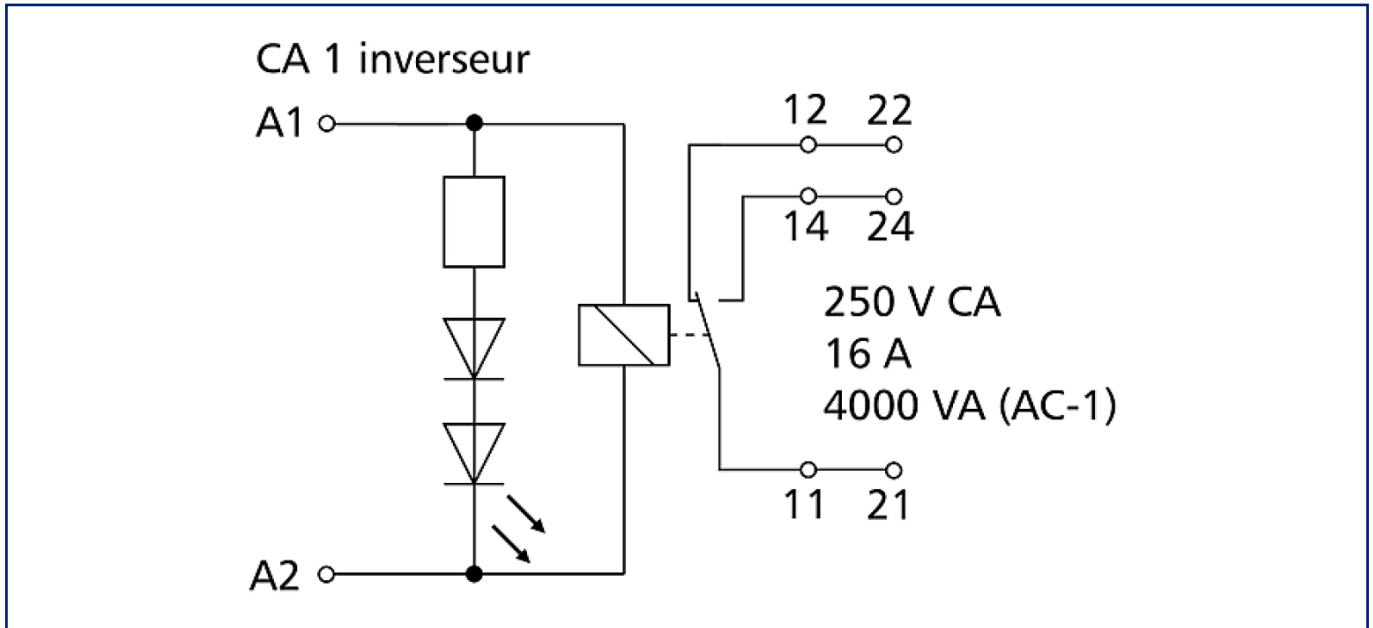 CA 1 inverseur
A1
12 22
14 24
250 V CA
16 A
4000 VA (AC-1)
11 21
A2